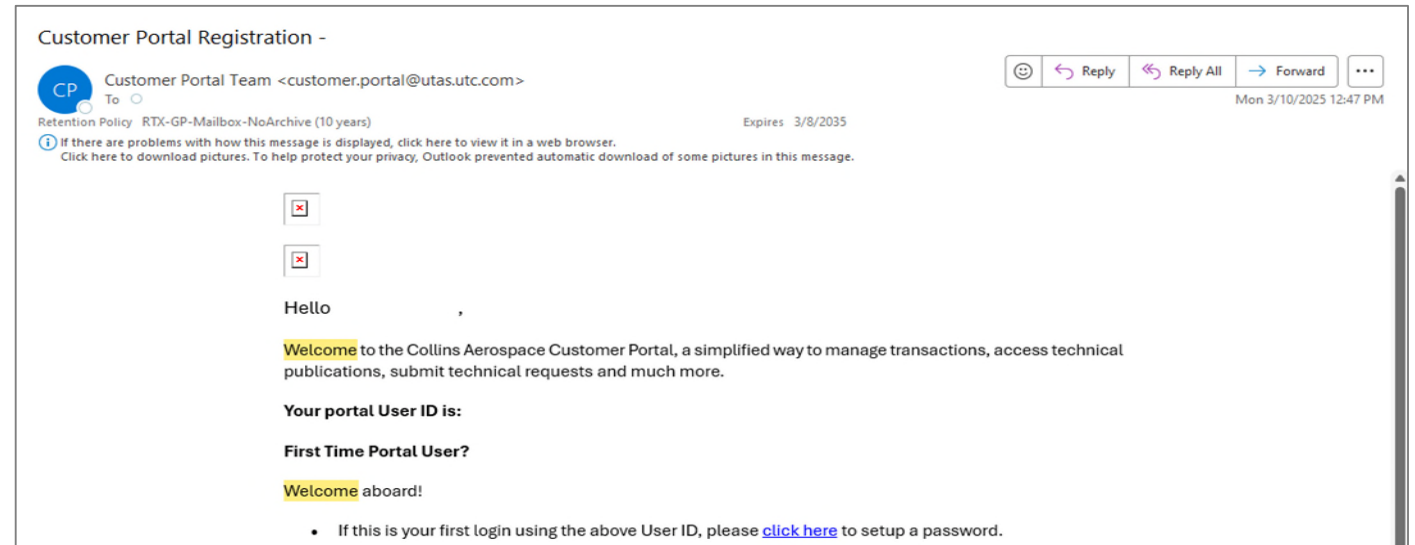 Customer Portal Registration -
CP
Customer Portal Team <customer.portal@utas.utc.com>
To
Reply
Reply All
Forward
Mon 3/10/2025 12:47 PM
Retention Policy RTX-GP-Mailbox-NoArchive (10 years)
Expires 3/8/2035
If there are problems with how this message is displayed, click here to view it in a web browser.
Click here to download pictures. To help protect your privacy, Outlook prevented automatic download of some pictures in this message.
Hello ,
Welcome to the Collins Aerospace Customer Portal, a simplified way to manage transactions, access technical
publications, submit technical requests and much more.
Your portal User ID is:
First Time Portal User?
Welcome aboard!
• If this is your first login using the above User ID, please click here to setup a password.